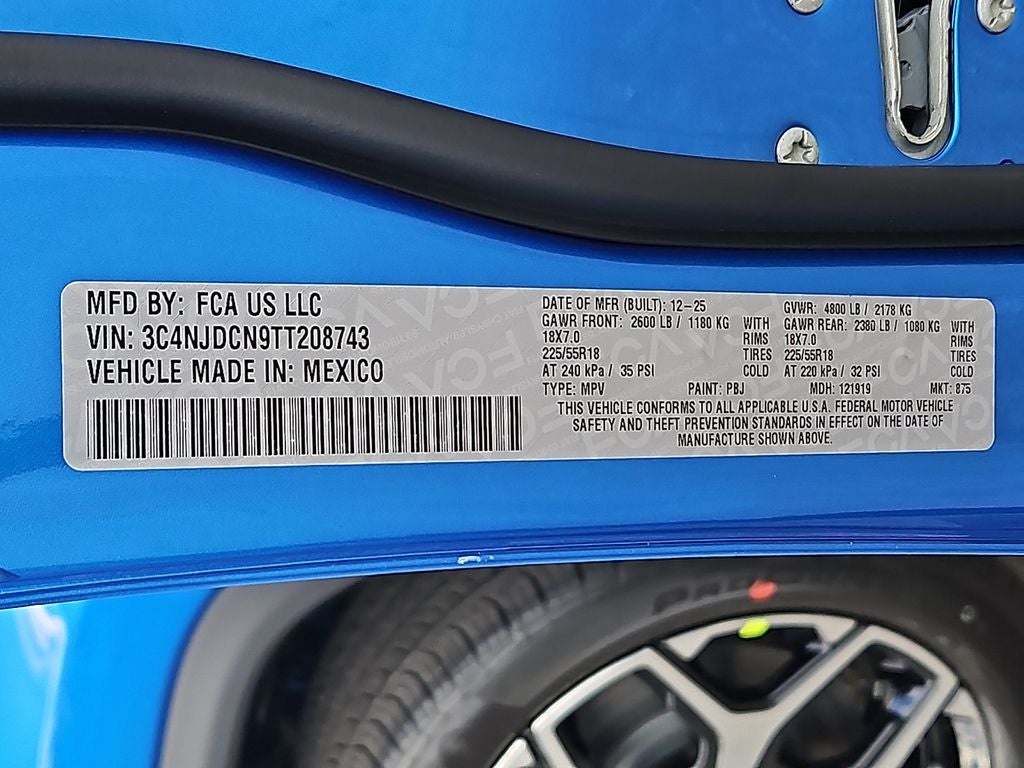 MFD BY: FCA US LLC
VIN: 3C4NJDCN9TT208743
VEHICLE MADE IN: MEXICO
DATE OF MFR (BUILT): 12-25
GVWR: 4800 LB / 2178 KG
GAWR FRONT: 2600 LB / 1180 KG WITH
18X7.0 RIMS
225/55R18 TIRES
AT 240 kPa / 35 PSI COLD
GAWR REAR: 2380 LB / 1080 KG WITH
18X7.0 RIMS
225/55R18 TIRES
AT 220 kPa / 32 PSI COLD
TYPE: MPV PAINT: PBJ MDH: 121919 MKT: 875
THIS VEHICLE CONFORMS TO ALL APPLICABLE U.S.A. FEDERAL MOTOR VEHICLE
SAFETY AND THEFT PREVENTION STANDARDS IN EFFECT ON THE DATE OF
MANUFACTURE SHOWN ABOVE.